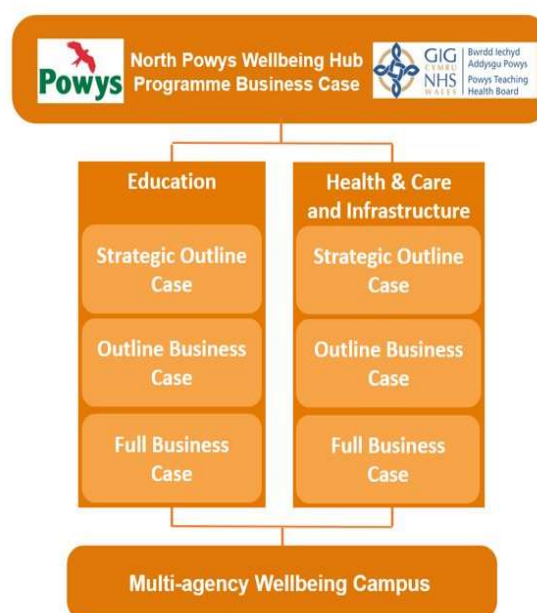 Powys
North Powys Wellbeing Hub
Programme Business Case
GIG
CYMRU
NHS
WALES
Bwrdd Iechyd
Addysgu Powys
Powys Teaching
Health Board
Education
Strategic Outline
Case
Outline Business
Case
Full Business
Case
Health & Care
and Infrastructure
Strategic Outline
Case
Outline Business
Case
Full Business
Case
Multi-agency Wellbeing Campus